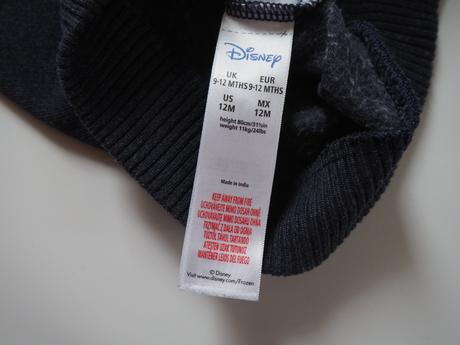 Disney
UK EUR
9-12 MTHS 9-12 MTHS
US MX
12M 12M
height 80cm/31½in
weight 11kg/24lbs
Made in India
KEEP AWAY FROM FIRE
UCHOVÁVEJTE MIMO DOSAH OHNĚ
UCHOVÁVAJTE MIMO DOSAHU OHŇA
TRZYMAĆ Z DALA OD OGNIA
TŰZTŐL TÁVOL TARTANDÓ
ATEŞTEN UZAK TUTUNUZ
MANTENER LEJOS DEL FUEGO
© Disney
Visit www.disney.com/Frozen